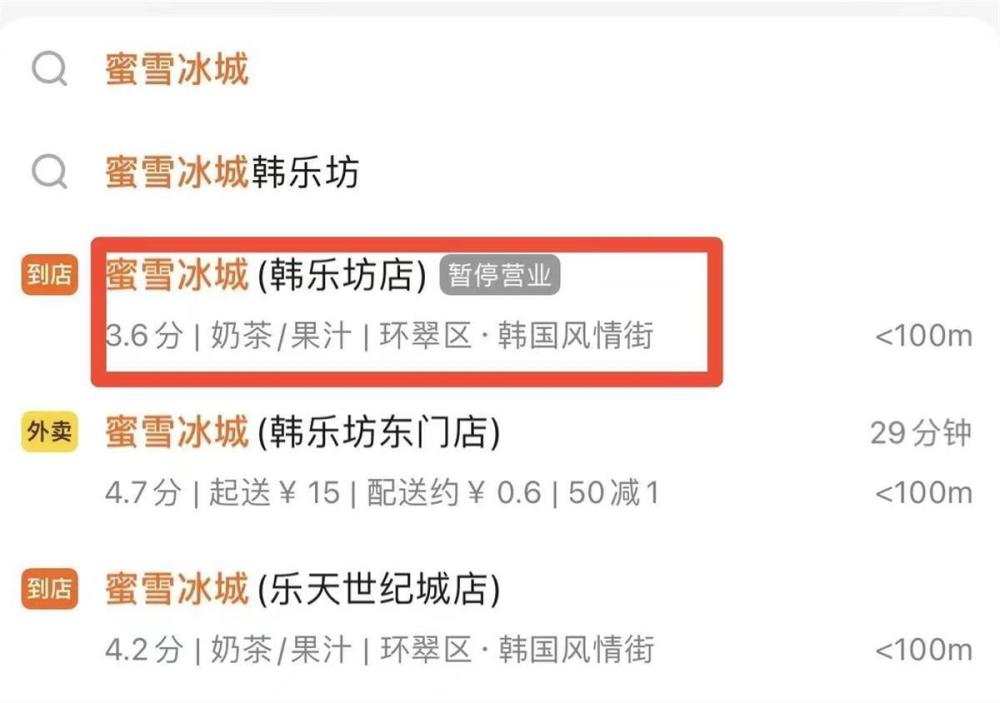 蜜雪冰城
蜜雪冰城韩乐坊
到店 蜜雪冰城 (韩乐坊店) 暂停营业
3.6分 | 奶茶/果汁 | 环翠区·韩国风情街 <100m
外卖 蜜雪冰城 (韩乐坊东门店) 29分钟
4.7分 | 起送¥15 | 配送约¥0.6 | 50减1 <100m
到店 蜜雪冰城 (乐天世纪城店)
4.2分 | 奶茶/果汁 | 环翠区·韩国风情街 <100m